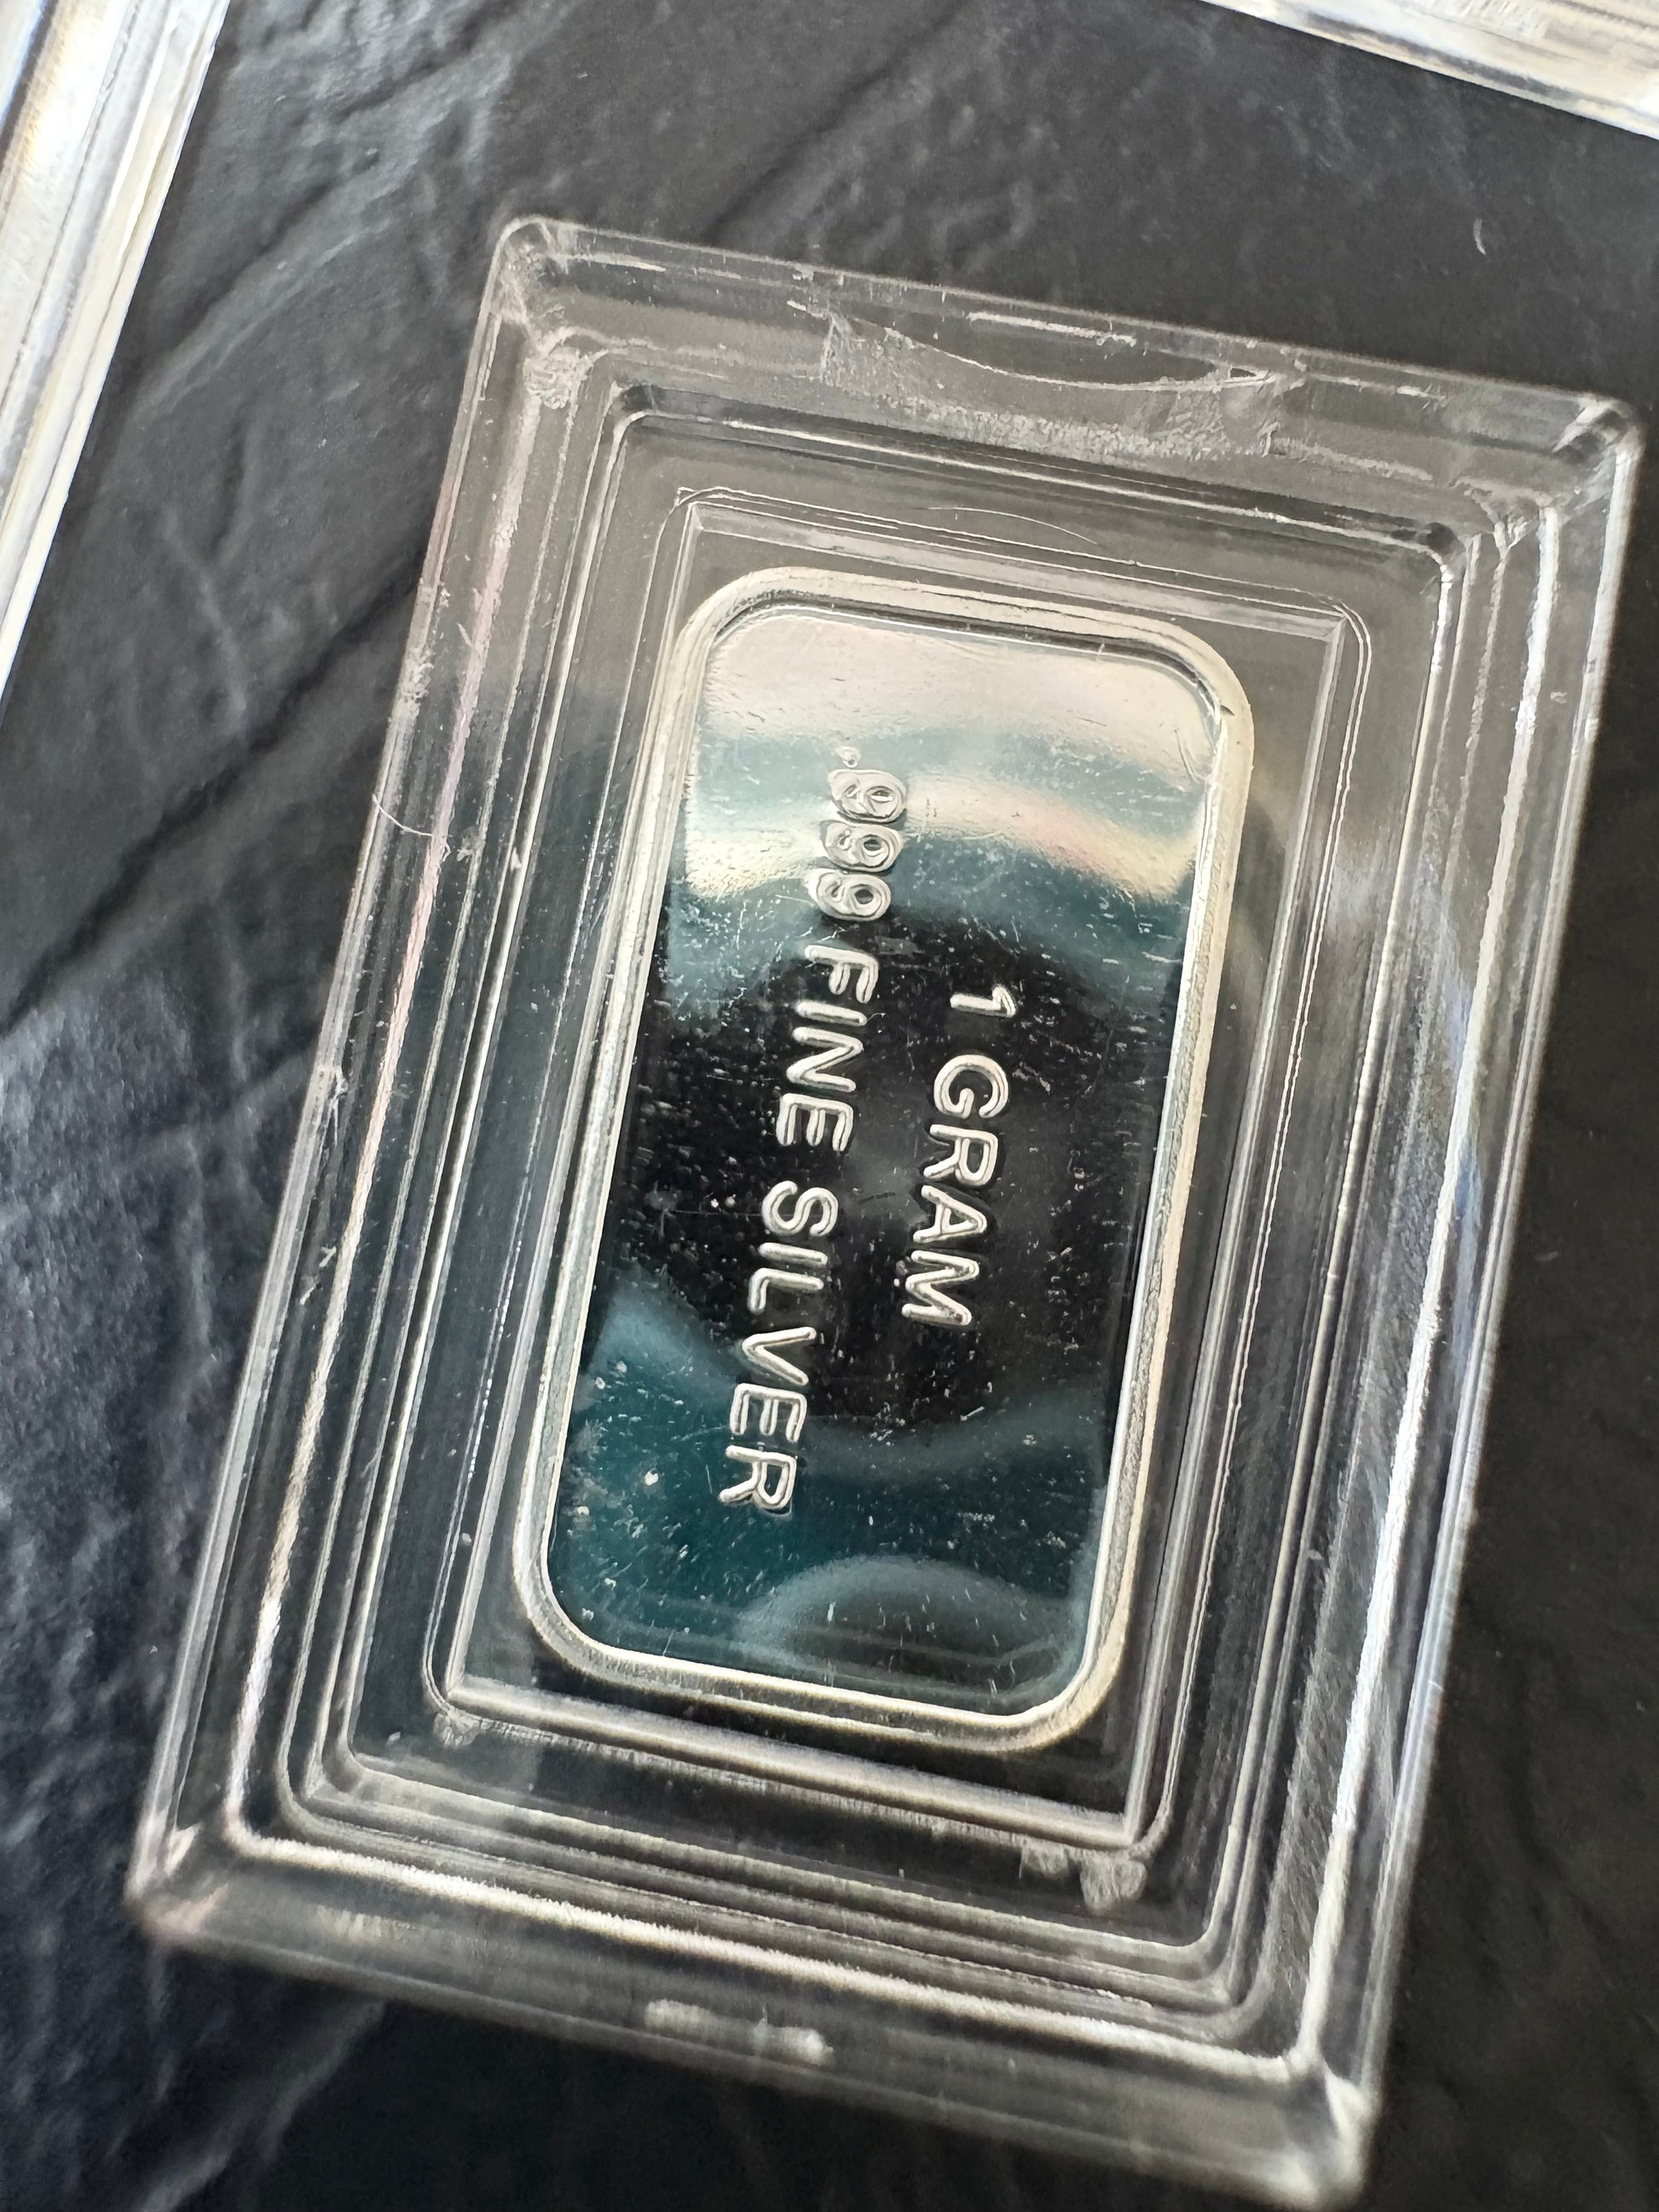 1 GRAM
.999 FINE SILVER